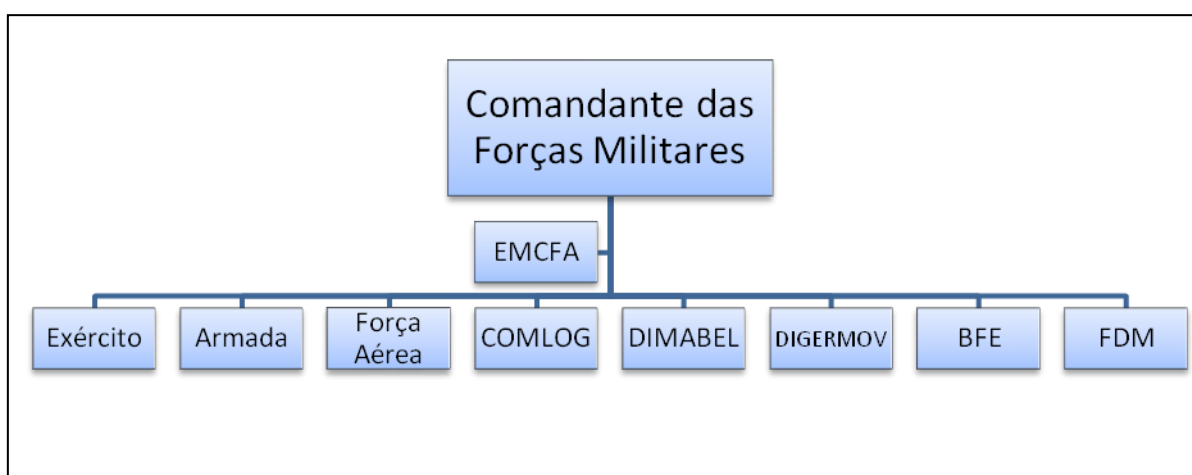 Comandante das
Forças Militares
EMCFA
Exército
Armada
Força
Aérea
COMLOG
DIMABEL
DIGERMOV
BFE
FDM